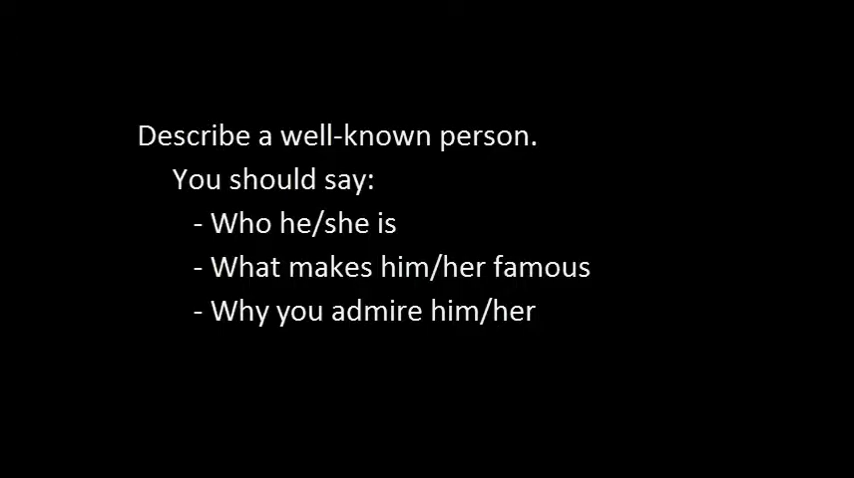 Describe a well-known person.
You should say:
- Who he/she is
- What makes him/her famous
- Why you admire him/her